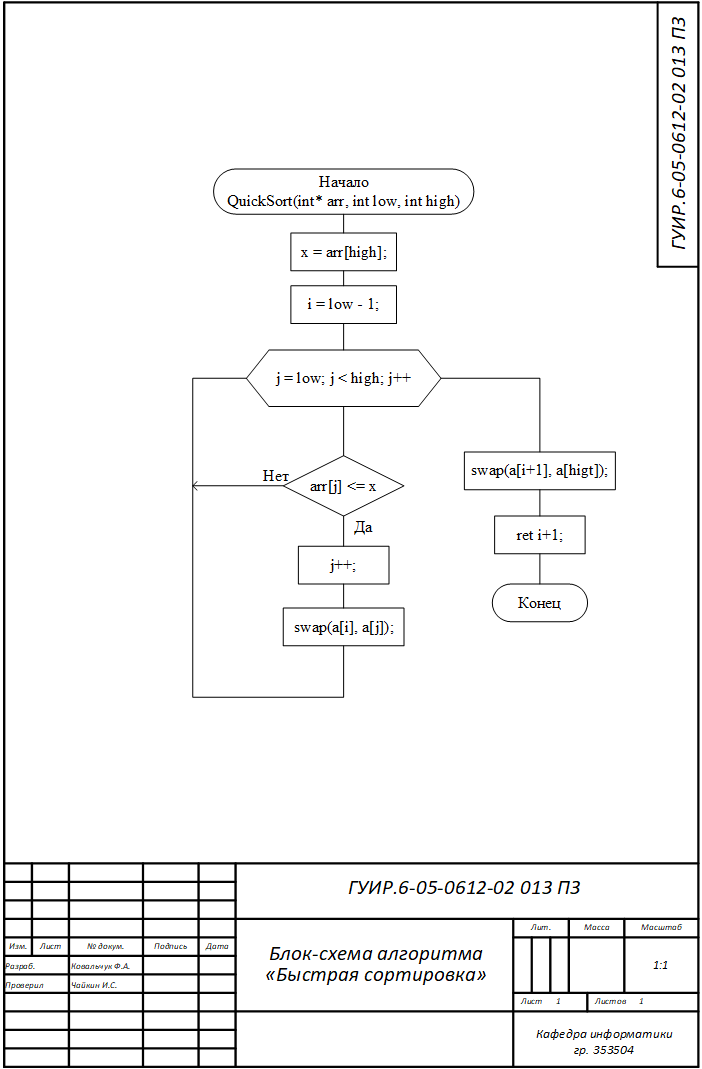 ГУИР.6-05-0612-02 013 ПЗ
Начало
QuickSort(int* arr, int low, int high)
x = arr[high];
i = low - 1;
j = low; j < high; j++
Нет
arr[j] <= x
Да
j++;
swap(a[i], a[j]);
swap(a[i+1], a[higt]);
ret i+1;
Конец
ГУИР.6-05-0612-02 013 ПЗ
Изм. Лист № докум. Подпись Дата
Разраб. Ковальчук Ф.А.
Проверил Чайкин И.С.
Блок-схема алгоритма
«Быстрая сортировка»
Лит. Масса Масштаб
1:1
Лист 1 Листов 1
Кафедра информатики
гр. 353504